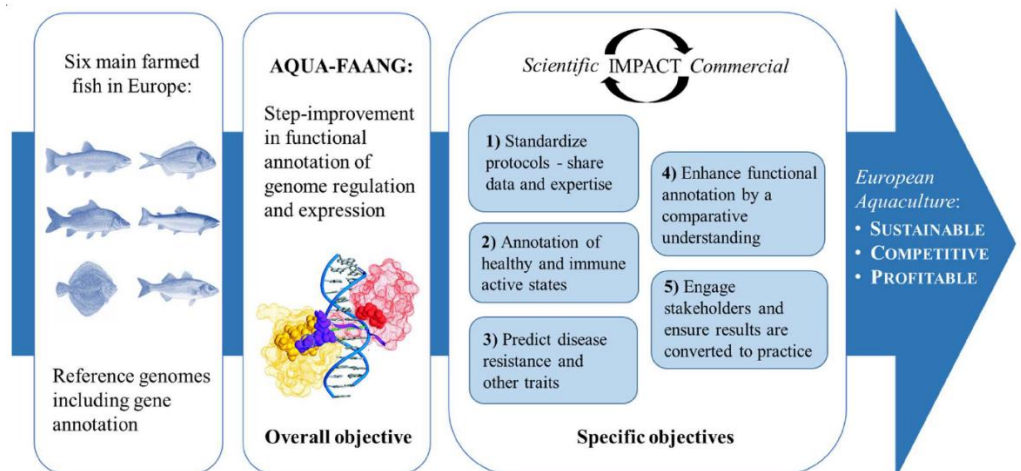 Six main farmed
fish in Europe:
Reference genomes
including gene
annotation
AQUA-FAANG:
Step-improvement
in functional
annotation of
genome regulation
and expression
Overall objective
Scientific IMPACT Commercial
1) Standardize
protocols - share
data and expertise
2) Annotation of
healthy and immune
active states
3) Predict disease
resistance and
other traits
4) Enhance functional
annotation by a
comparative
understanding
5) Engage
stakeholders and
ensure results are
converted to practice
Specific objectives
European
Aquaculture:
• SUSTAINABLE
• COMPETITIVE
• PROFITABLE